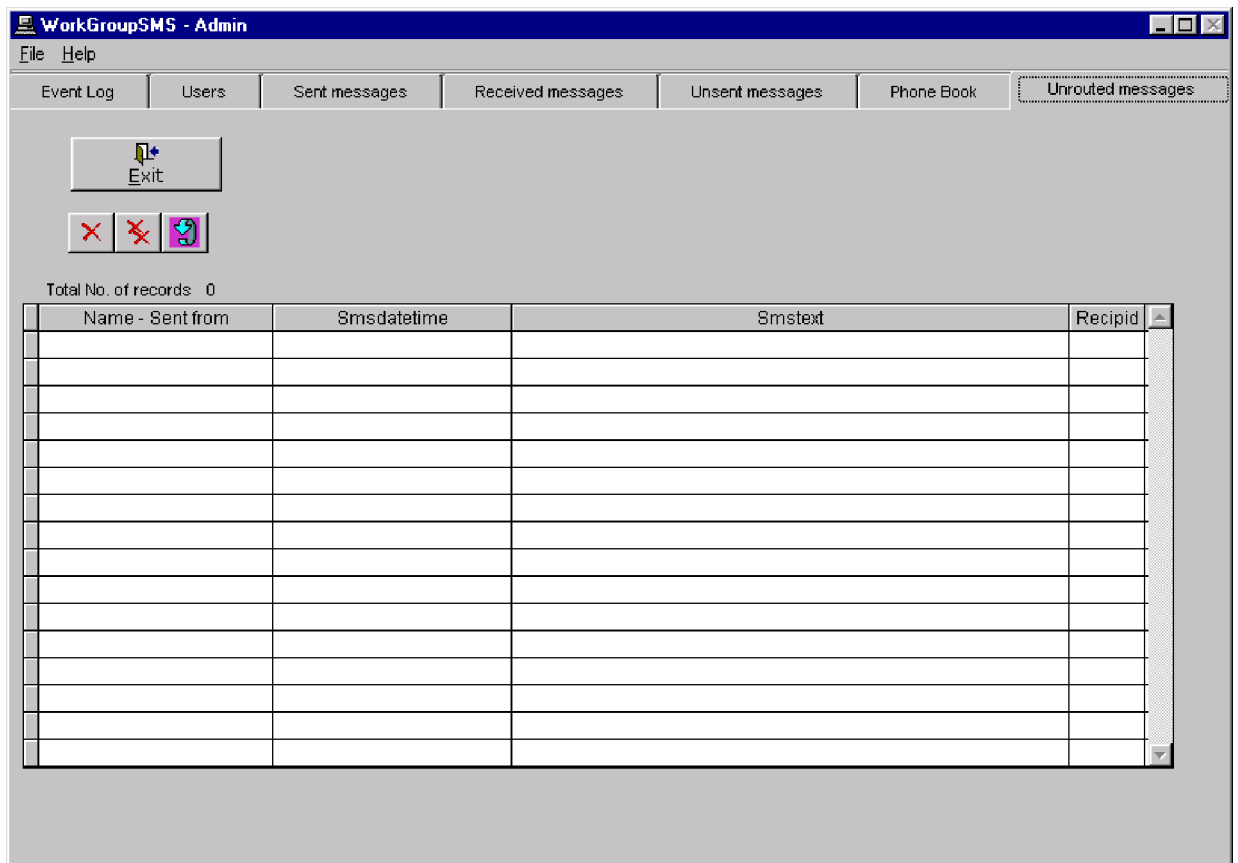 WorkGroupSMS - Admin
File Help
Event Log Users Sent messages Received messages Unsent messages Phone Book Unrouted messages
Exit
Total No. of records 0
Name - Sent from Smsdatetime Smstext Recipid